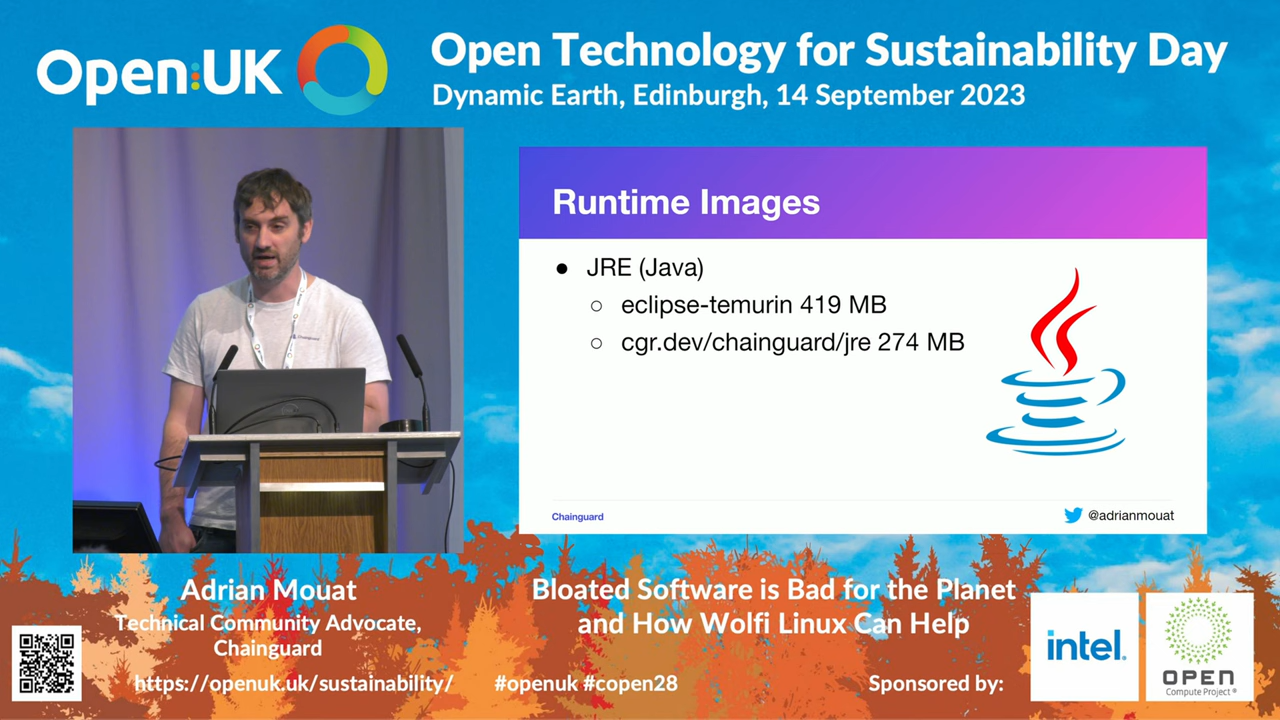 Open:UK
Open Technology for Sustainability Day
Dynamic Earth, Edinburgh, 14 September 2023
Runtime Images
● JRE (Java)
○ eclipse-temurin 419 MB
○ cgr.dev/chainguard/jre 274 MB
Chainguard
@adrianmouat
Chainguard
Adrian Mouat
Technical Community Advocate,
Chainguard
Bloated Software is Bad for the Planet
and How Wolfi Linux Can Help
https://openuk.uk/sustainability/
#openuk #copen28
Sponsored by:
intel.
OPEN
Compute Project®